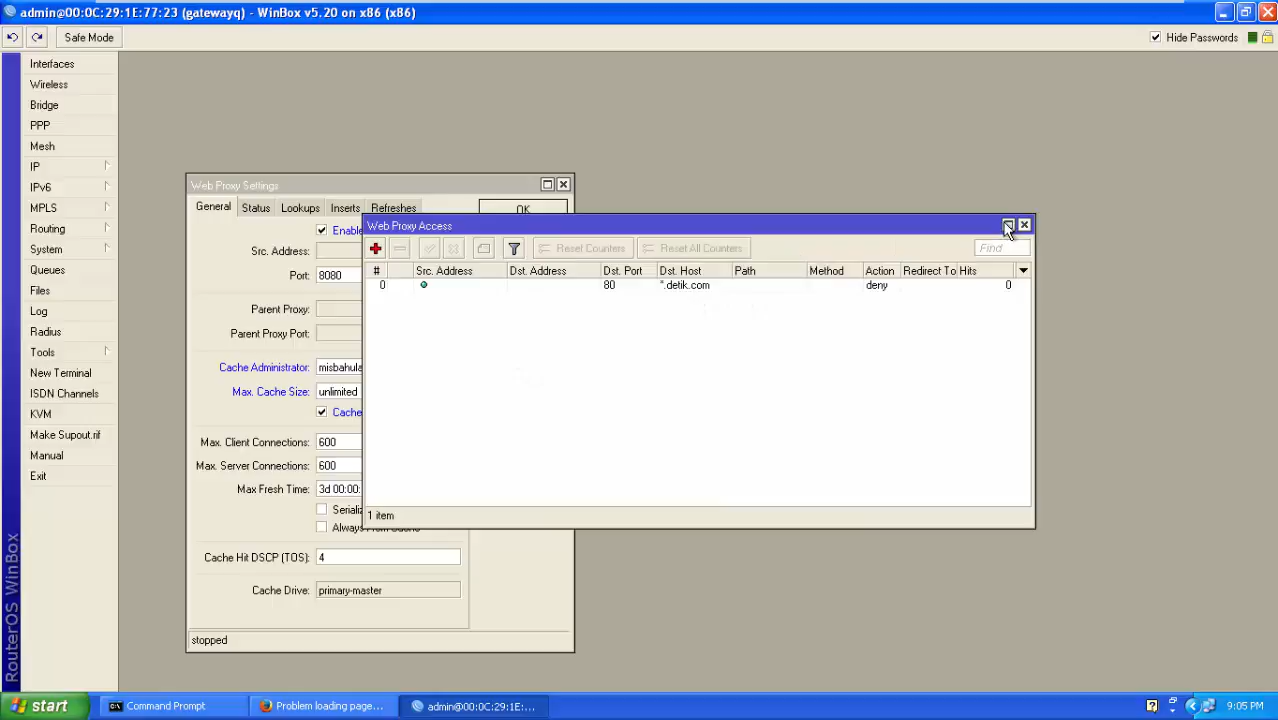 admin@00:0C:29:1E:77:23 (gatewayq) - WinBox v5.20 on x86 (x86)
Safe Mode
Hide Passwords
Interfaces
Wireless
Bridge
PPP
Mesh
IP
IPv6
MPLS
Routing
System
Queues
Files
Log
Radius
Tools
New Terminal
ISDN Channels
KVM
Make Supout.rif
Manual
Exit
RouterOS WinBox
Web Proxy Settings
General Status Lookups Inserts Refreshes
OK
Src. Address:
Port: 8080
Parent Proxy:
Parent Proxy Port:
Cache Administrator: misbahula
Max. Cache Size: unlimited
Cache
Max. Client Connections: 600
Max. Server Connections: 600
Max Fresh Time: 3d 00:00:
Cache Hit DSCP (TOS): 4
Cache Drive: primary-master
stopped
Web Proxy Access
Reset Counters Reset All Counters Find
# Src. Address Dst. Address Dst. Port Dst. Host Path Method Action Redirect To Hits
0 80 *.detik.com deny 0
1 item
start Command Prompt Problem loading page... admin@00:0C:29:1E:... 9:05 PM